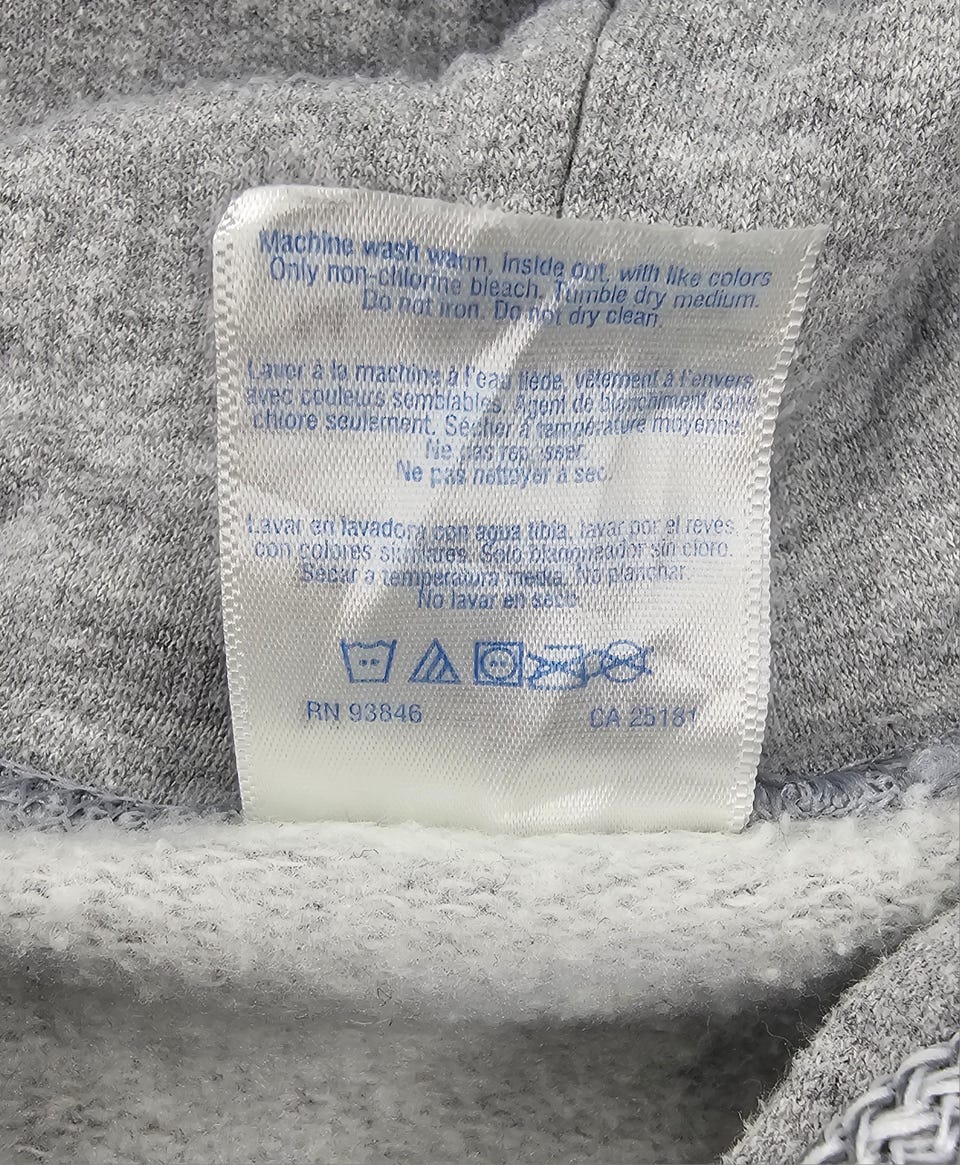 Machine wash warm, inside out, with like colors
Only non-chlorine bleach. Tumble dry medium.
Do not iron. Do not dry clean.
Laver à la machine à l'eau tiède, vêtement à l'envers
avec couleurs semblables. Agent de blanchiment sans
chlore seulement. Sécher à température moyenne.
Ne pas repasser.
Ne pas nettoyer à sec.
Lavar en lavadora con agua tibia, lavar por el reves
con colores similares. Solo blanqueador sin cloro.
Secar a temperatura media. No planchar.
No lavar en seco
RN 93846 CA 25181